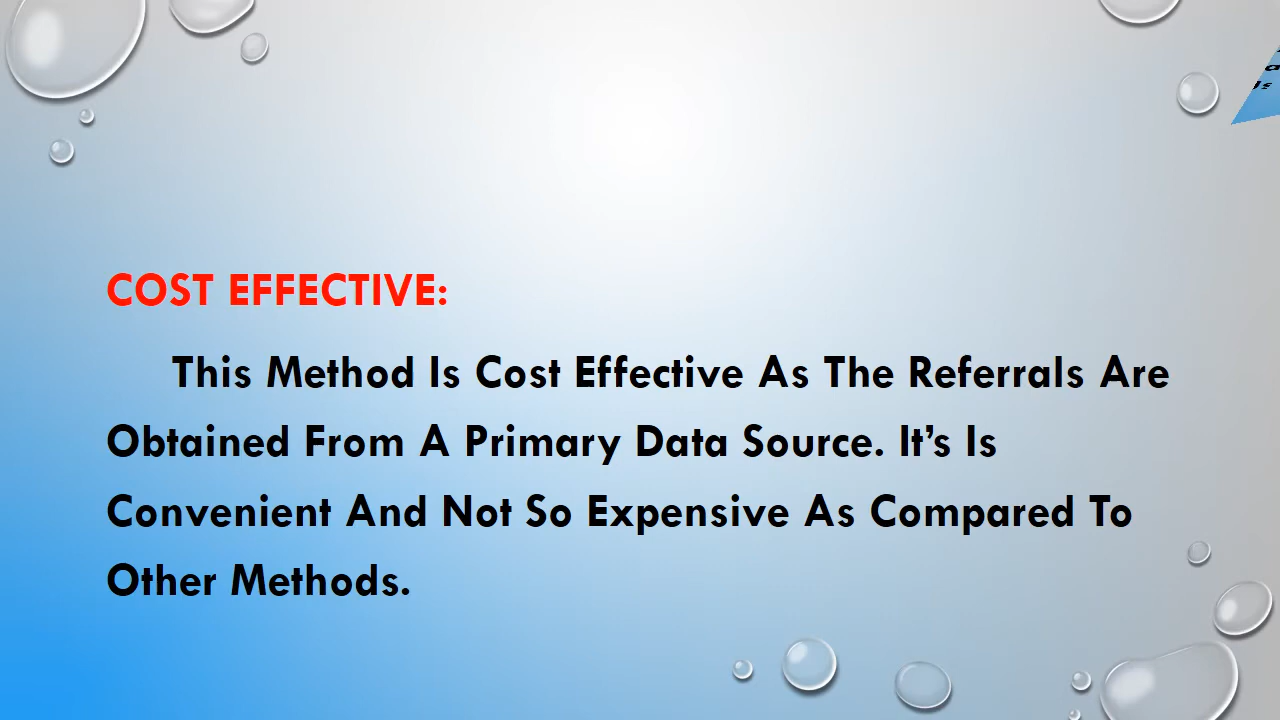 COST EFFECTIVE:
This Method Is Cost Effective As The Referrals Are
Obtained From A Primary Data Source. It’s Is
Convenient And Not So Expensive As Compared To
Other Methods.